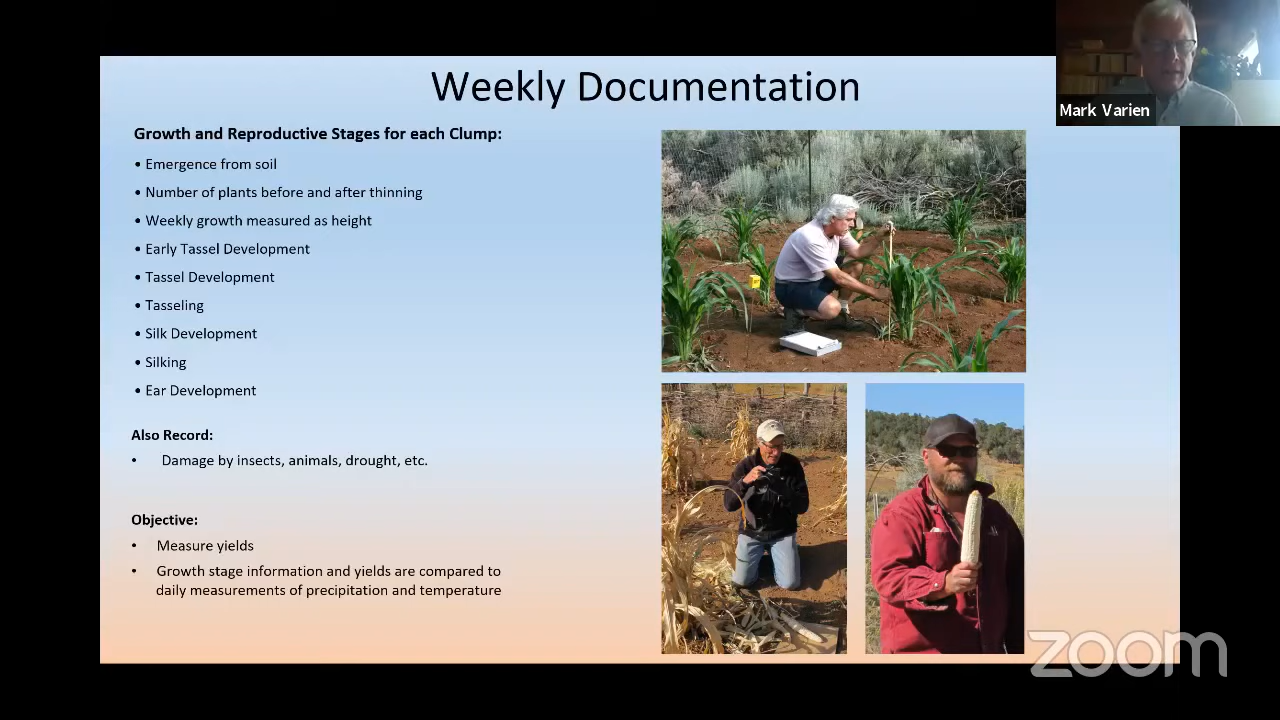 Weekly Documentation
Mark Varien
Growth and Reproductive Stages for each Clump:
• Emergence from soil
• Number of plants before and after thinning
• Weekly growth measured as height
• Early Tassel Development
• Tassel Development
• Tasseling
• Silk Development
• Silking
• Ear Development
Also Record:
• Damage by insects, animals, drought, etc.
Objective:
• Measure yields
• Growth stage information and yields are compared to
daily measurements of precipitation and temperature
zoom